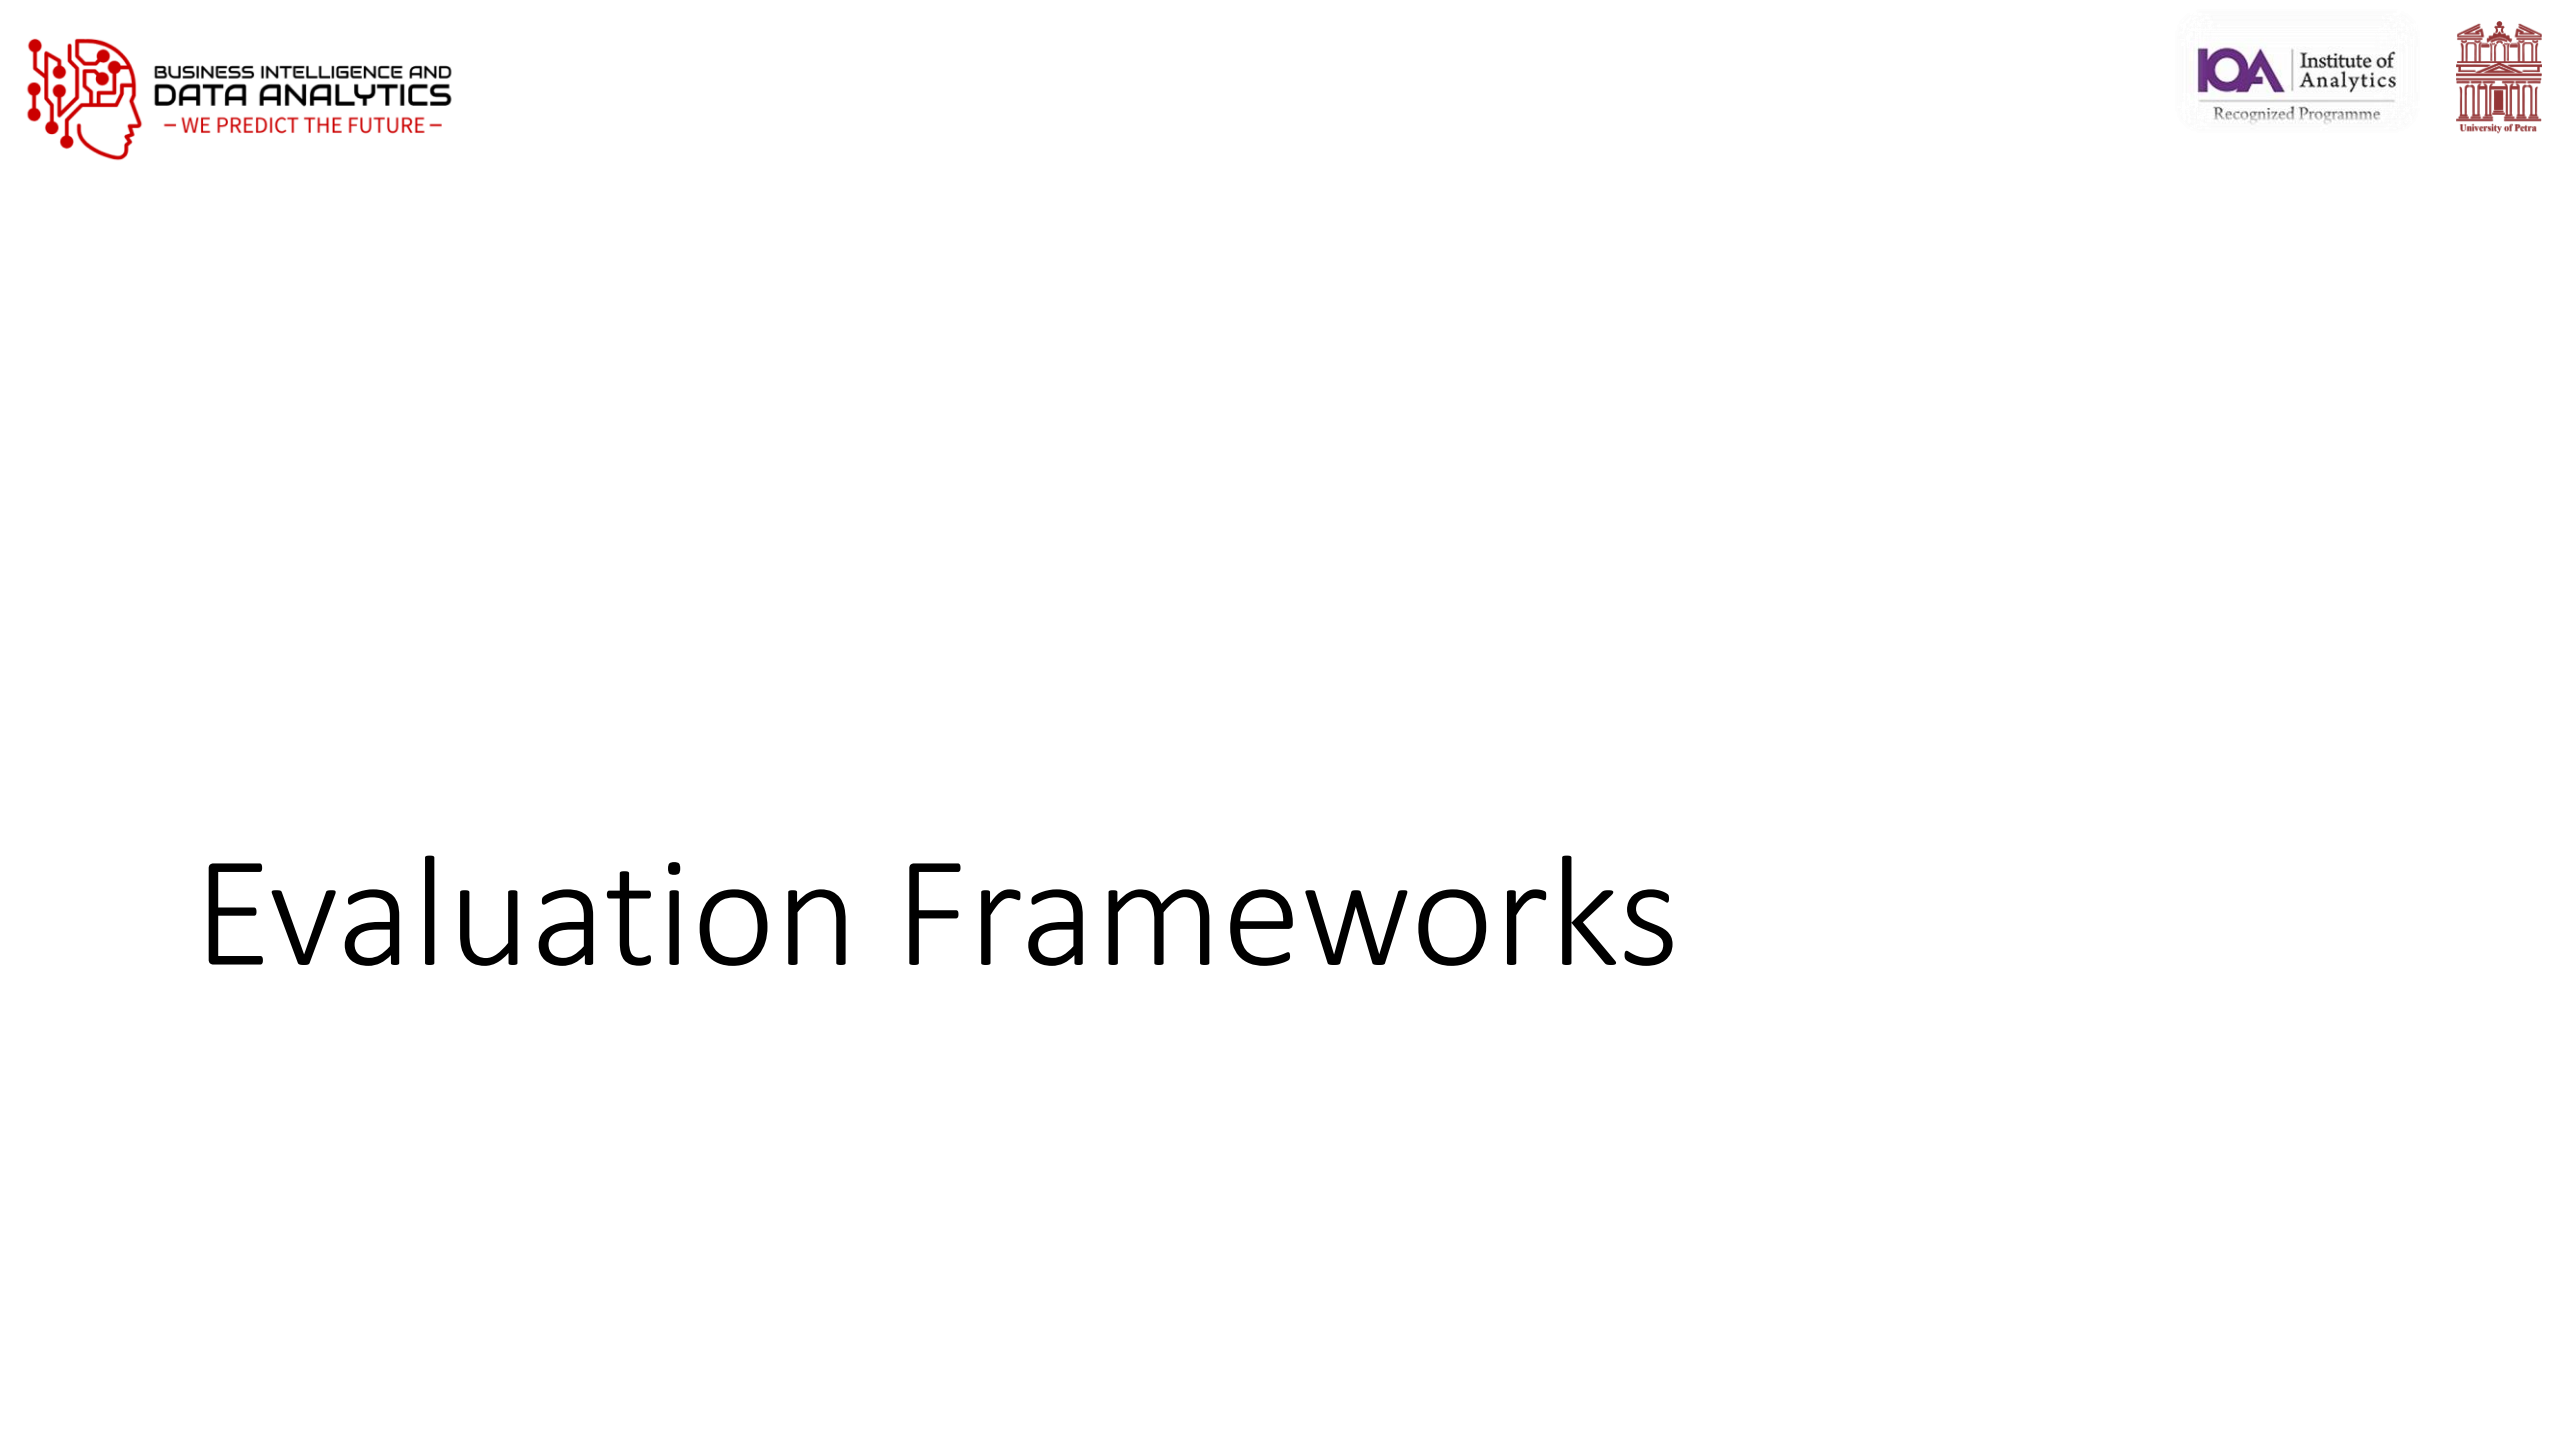 BUSINESS INTELLIGENCE AND
DATA ANALYTICS
– WE PREDICT THE FUTURE –
IOA
Institute of
Analytics
Recognized Programme
University of Petra
Evaluation Frameworks